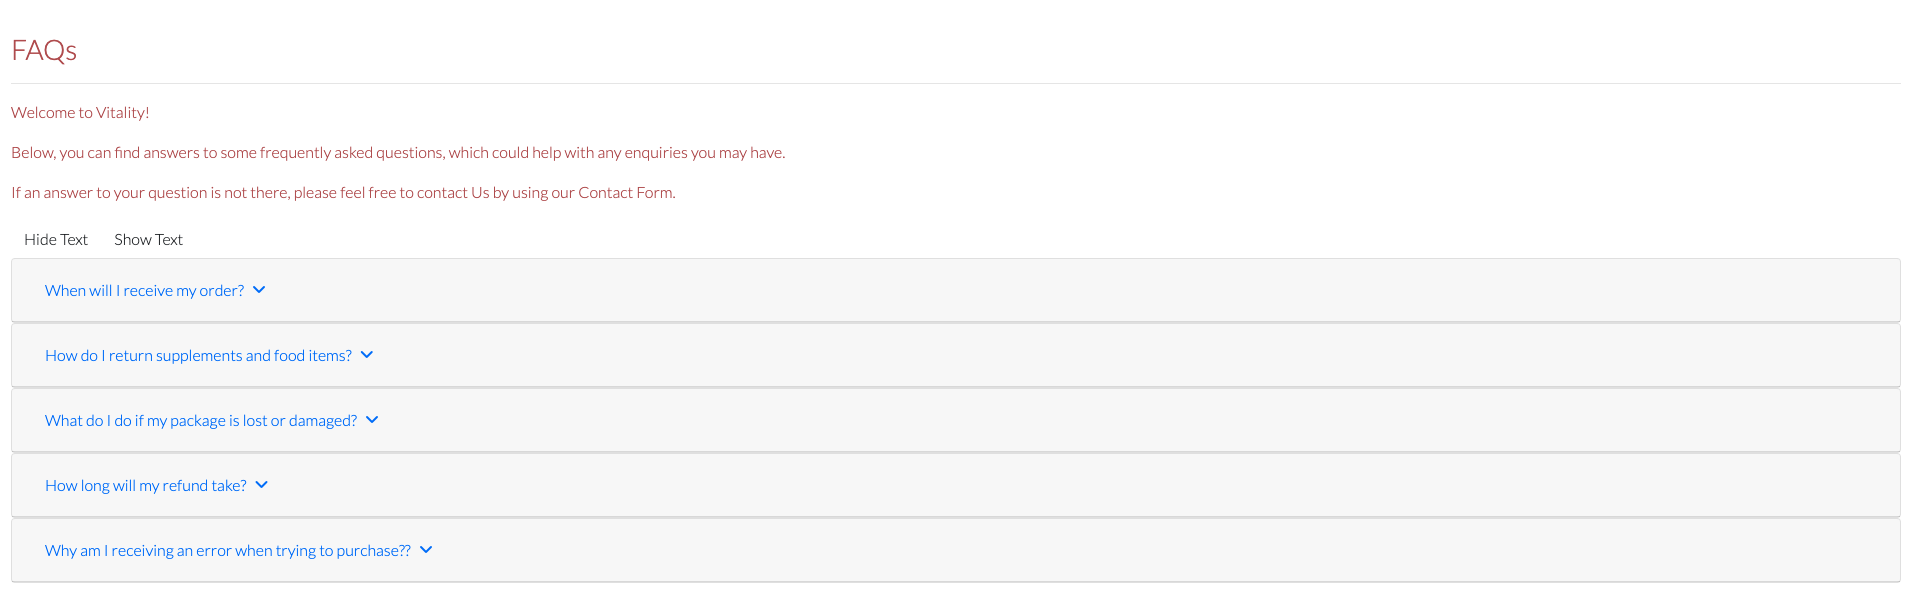 FAQs
Welcome to Vitality!
Below, you can find answers to some frequently asked questions, which could help with any enquiries you may have.
If an answer to your question is not there, please feel free to contact Us by using our Contact Form.
Hide Text Show Text
When will I receive my order?
How do I return supplements and food items?
What do I do if my package is lost or damaged?
How long will my refund take?
Why am I receiving an error when trying to purchase??